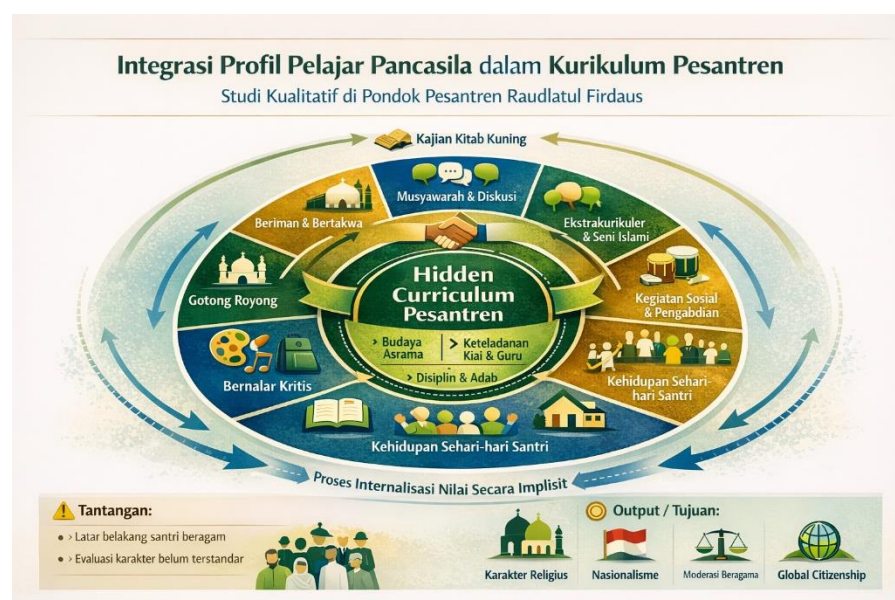 Integrasi Profil Pelajar Pancasila dalam Kurikulum Pesantren
Studi Kualitatif di Pondok Pesantren Raudlatul Firdaus
Kajian Kitab Kuning
Musyawarah & Diskusi
Beriman & Bertakwa
Ekstrakurikuler
& Seni Islami
Gotong Royong
Kegiatan Sosial
& Pengabdian
Bernalar Kritis
Kehidupan Sehari-
hari Santri
Kehidupan Sehari-hari Santri
Hidden
Curriculum
Pesantren
› Budaya
Asrama
> Keteladanan
Kiai & Guru
› Disiplin & Adab
Proses Internalisasi Nilai Secara Implisit
Tantangan:
• › Latar belakang santri beragam
• › Evaluasi karakter belum terstandar
Output / Tujuan:
Karakter Religius
Nasionalisme
Moderasi Beragama
Global Citizenship